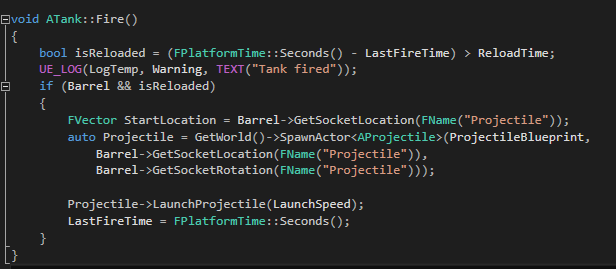 void ATank::Fire()
{
    bool isReloaded = (FPlatformTime::Seconds() - LastFireTime) > ReloadTime;
    UE_LOG(LogTemp, Warning, TEXT("Tank fired"));
    if (Barrel && isReloaded)
    {
        FVector StartLocation = Barrel->GetSocketLocation(FName("Projectile"));
        auto Projectile = GetWorld()->SpawnActor<AProjectile>(ProjectileBlueprint,
            Barrel->GetSocketLocation(FName("Projectile")),
            Barrel->GetSocketRotation(FName("Projectile")));

        Projectile->LaunchProjectile(LaunchSpeed);
        LastFireTime = FPlatformTime::Seconds();
    }
}